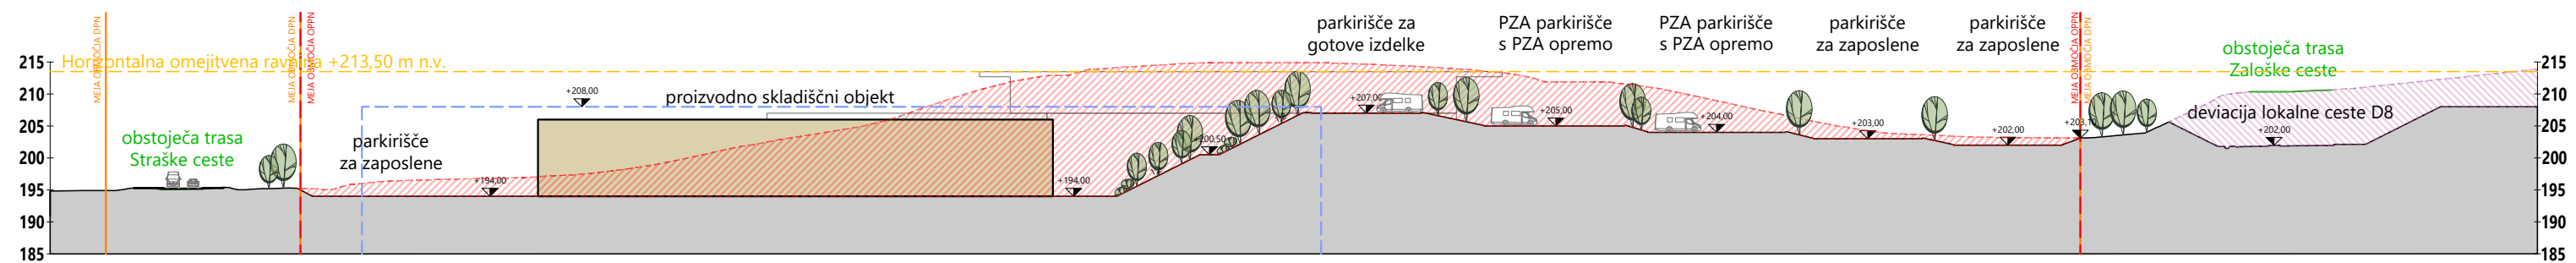 MEJA OBMOČJA DPN
MEJA OBMOČJA DPN
MEJA OBMOČJA OPPN
Horizontalna omejitvena ravnina +213,50 m n.v.
obstoječa trasa
Straške ceste
parkirišče
za zaposlene
+194,00
+208,00
proizvodno skladiščni objekt
+194,00
+200,50
parkirišče za
gotove izdelke
+207,00
PZA parkirišče
s PZA opremo
+205,00
PZA parkirišče
s PZA opremo
+204,00
parkirišče
za zaposlene
+203,00
parkirišče
za zaposlene
+202,00
MEJA OBMOČJA OPPN
MEJA OBMOČJA DPN
+203,10
obstoječa trasa
Zaloške ceste
deviacija lokalne ceste D8
+202,00
215
210
205
200
195
190
185
215
210
205
200
195
190
185